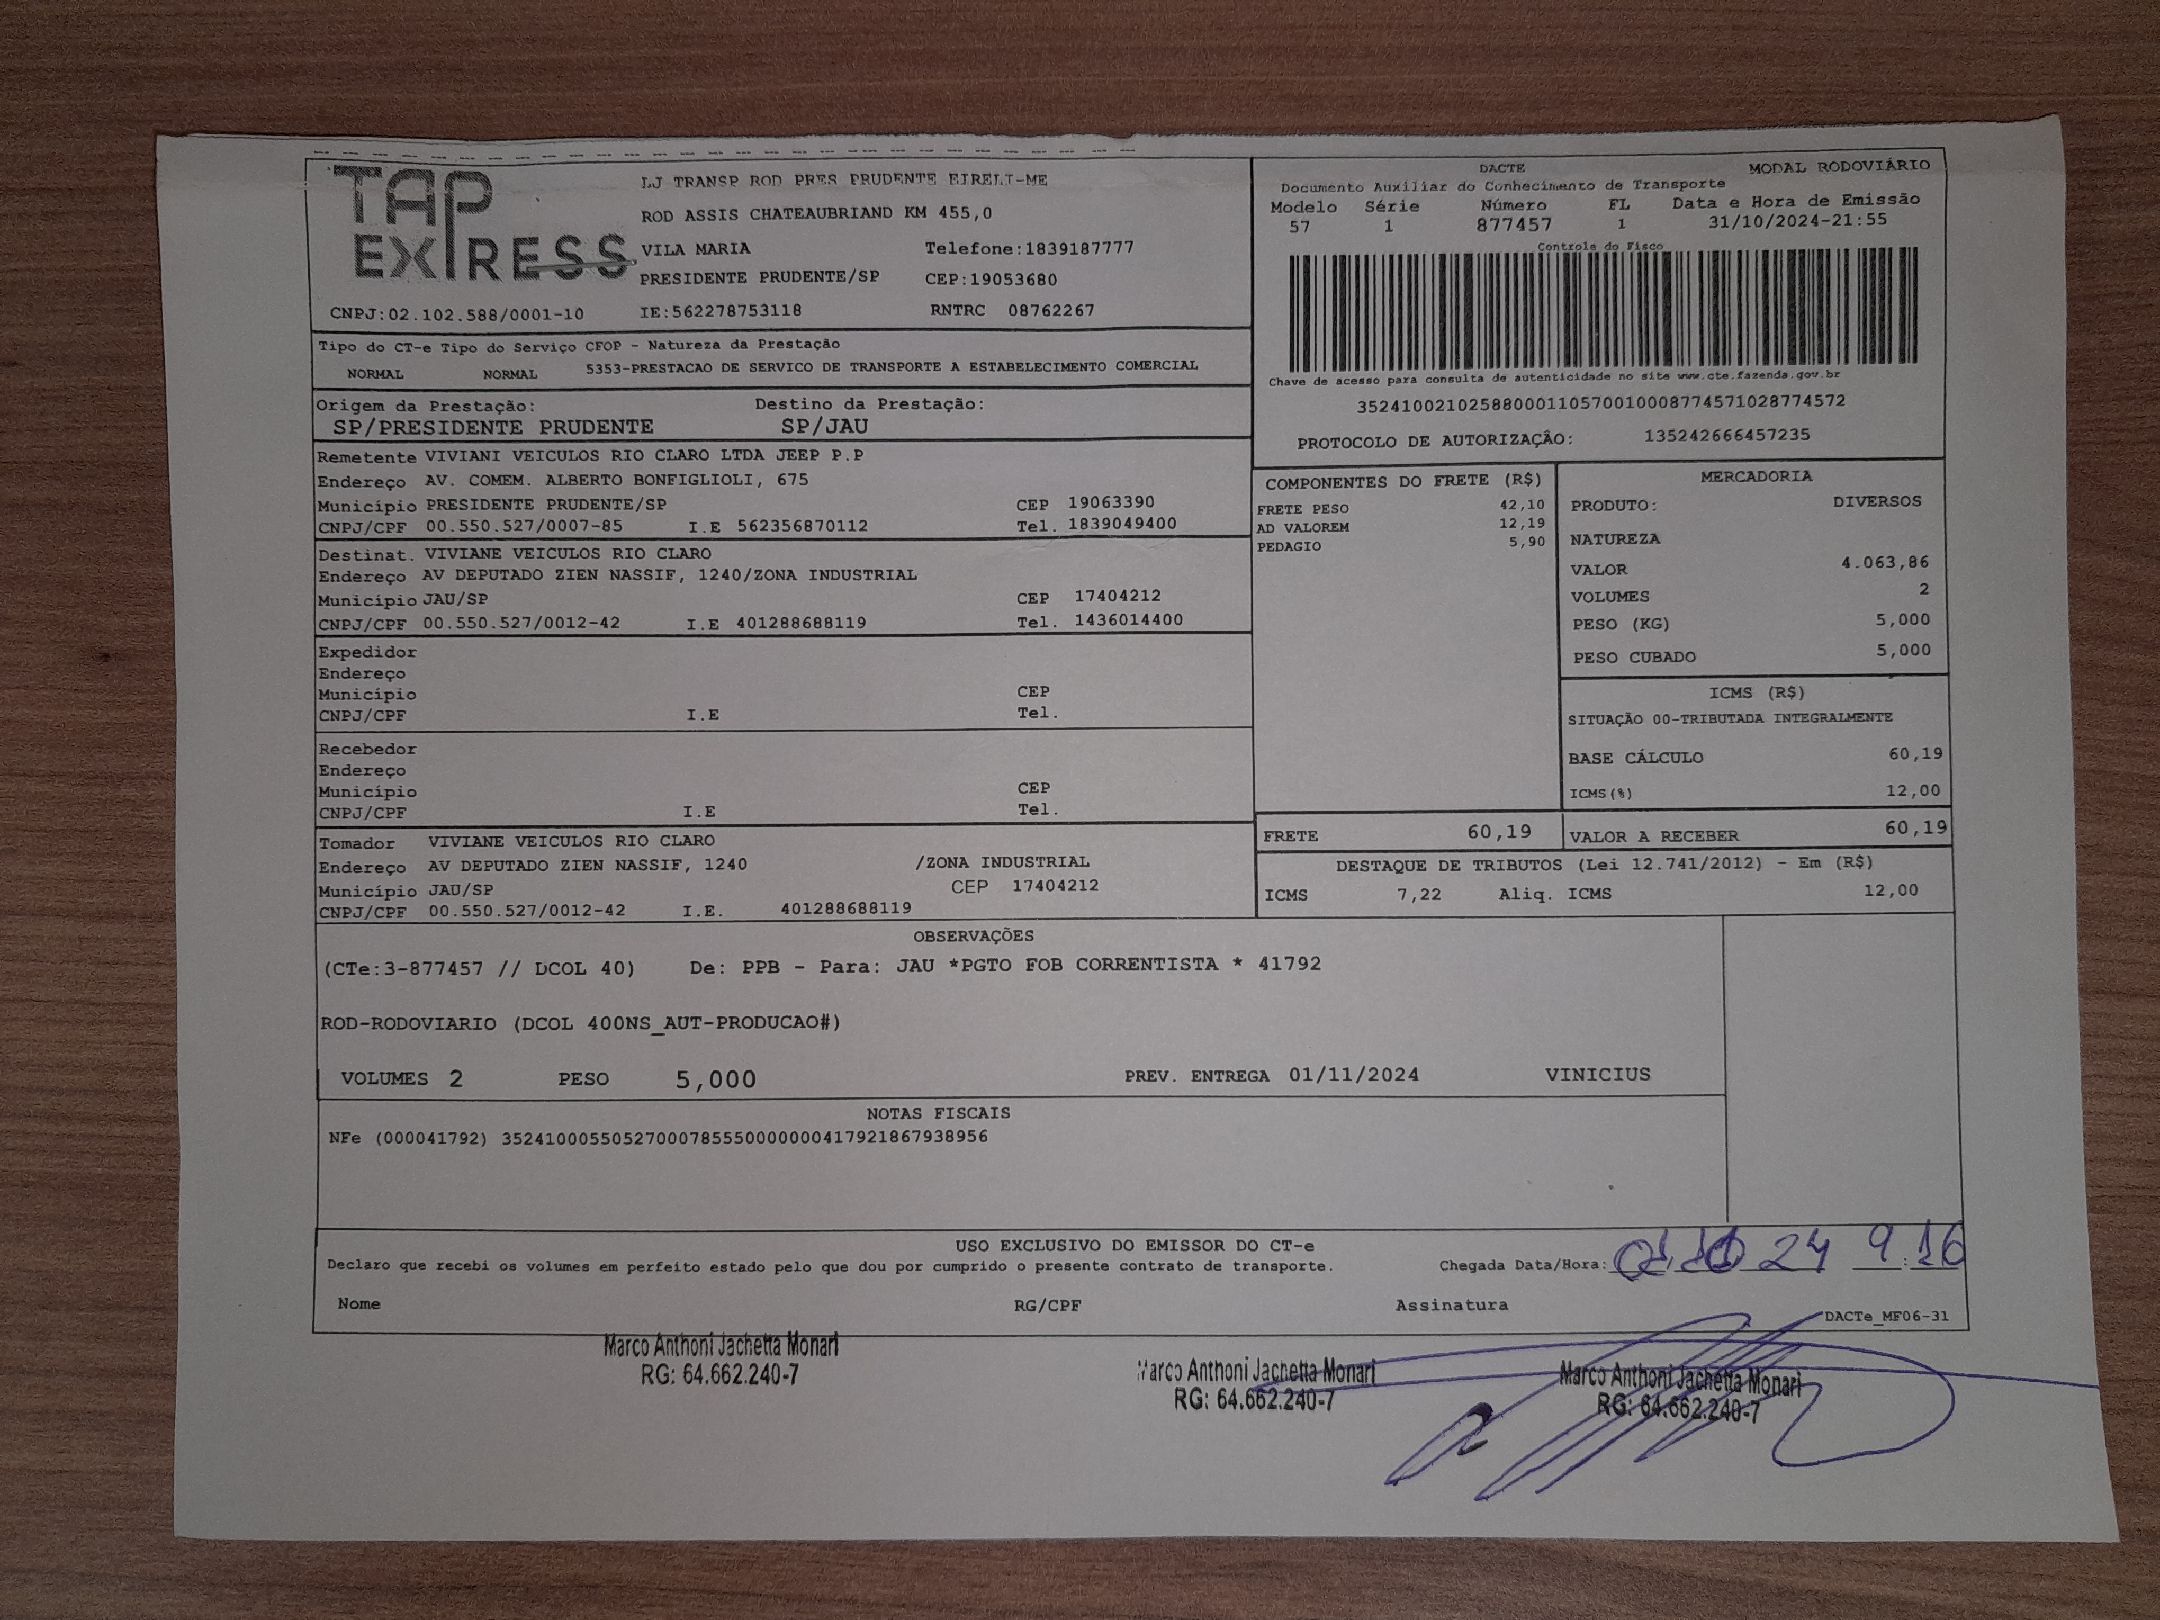 TAP EXPRESS
LJ TRANSP ROD PRES PRUDENTE EIRELI-ME
ROD ASSIS CHATEAUBRIAND KM 455,0
VILA MARIA Telefone:1839187777
PRESIDENTE PRUDENTE/SP CEP:19053680
CNPJ:02.102.588/0001-10 IE:562278753118 RNTRC 08762267
DACTE MODAL RODOVIÁRIO
Documento Auxiliar do Conhecimento de Transporte
Modelo Série Número FL Data e Hora de Emissão
57 1 877457 1 31/10/2024-21:55
Controle do Fisco
Chave de acesso para consulta de autenticidade no site www.cte.fazenda.gov.br
35241002102588000110570010008774571028774572
PROTOCOLO DE AUTORIZAÇÃO: 135242666457235
Tipo do CT-e Tipo do Serviço CFOP - Natureza da Prestação
NORMAL NORMAL 5353-PRESTACAO DE SERVICO DE TRANSPORTE A ESTABELECIMENTO COMERCIAL
Origem da Prestação: Destino da Prestação:
SP/PRESIDENTE PRUDENTE SP/JAU
Remetente VIVIANI VEICULOS RIO CLARO LTDA JEEP P.P
Endereço AV. COMEM. ALBERTO BONFIGLIOLI, 675
Município PRESIDENTE PRUDENTE/SP CEP 19063390
CNPJ/CPF 00.550.527/0007-85 I.E 562356870112 Tel. 1839049400
Destinat. VIVIANE VEICULOS RIO CLARO
Endereço AV DEPUTADO ZIEN NASSIF, 1240/ZONA INDUSTRIAL
Município JAU/SP CEP 17404212
CNPJ/CPF 00.550.527/0012-42 I.E 401288688119 Tel. 1436014400
Expedidor
Endereço
Município CEP
CNPJ/CPF I.E Tel.
Recebedor
Endereço
Município CEP
CNPJ/CPF I.E Tel.
Tomador VIVIANE VEICULOS RIO CLARO
Endereço AV DEPUTADO ZIEN NASSIF, 1240 /ZONA INDUSTRIAL
Município JAU/SP CEP 17404212
CNPJ/CPF 00.550.527/0012-42 I.E. 401288688119
COMPONENTES DO FRETE (R$)
FRETE PESO 42,10
AD VALOREM 12,19
PEDAGIO 5,90
MERCADORIA
PRODUTO: DIVERSOS
NATUREZA
VALOR 4.063,86
VOLUMES 2
PESO (KG) 5,000
PESO CUBADO 5,000
ICMS (R$)
SITUAÇÃO 00-TRIBUTADA INTEGRALMENTE
BASE CÁLCULO 60,19
ICMS(%) 12,00
FRETE 60,19 VALOR A RECEBER 60,19
DESTAQUE DE TRIBUTOS (Lei 12.741/2012) - Em (R$)
ICMS 7,22 Aliq. ICMS 12,00
OBSERVAÇÕES
(CTe:3-877457 // DCOL 40) De: PPB - Para: JAU *PGTO FOB CORRENTISTA * 41792
ROD-RODOVIARIO (DCOL 400NS_AUT-PRODUCAO#)
VOLUMES 2 PESO 5,000 PREV. ENTREGA 01/11/2024 VINICIUS
NOTAS FISCAIS
NFe (000041792) 35241000550527000785550000000417921867938956
USO EXCLUSIVO DO EMISSOR DO CT-e
Declaro que recebi os volumes em perfeito estado pelo que dou por cumprido o presente contrato de transporte. Chegada Data/Hora: 24 9:16
Nome RG/CPF Assinatura
DACTe_MF06-31
Marco Anthoni Jachetta Monari
RG: 64.662.240-7
Marco Anthoni Jachetta Monari
RG: 64.662.240-7
Marco Anthoni Jachetta Monari
RG: 64.662.240-7